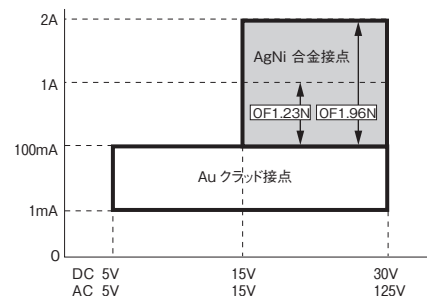 2A
AgNi 合金接点
1A
OF1.23N OF1.96N
100mA
Au クラッド接点
1mA
0
DC 5V 15V 30V
AC 5V 15V 125V